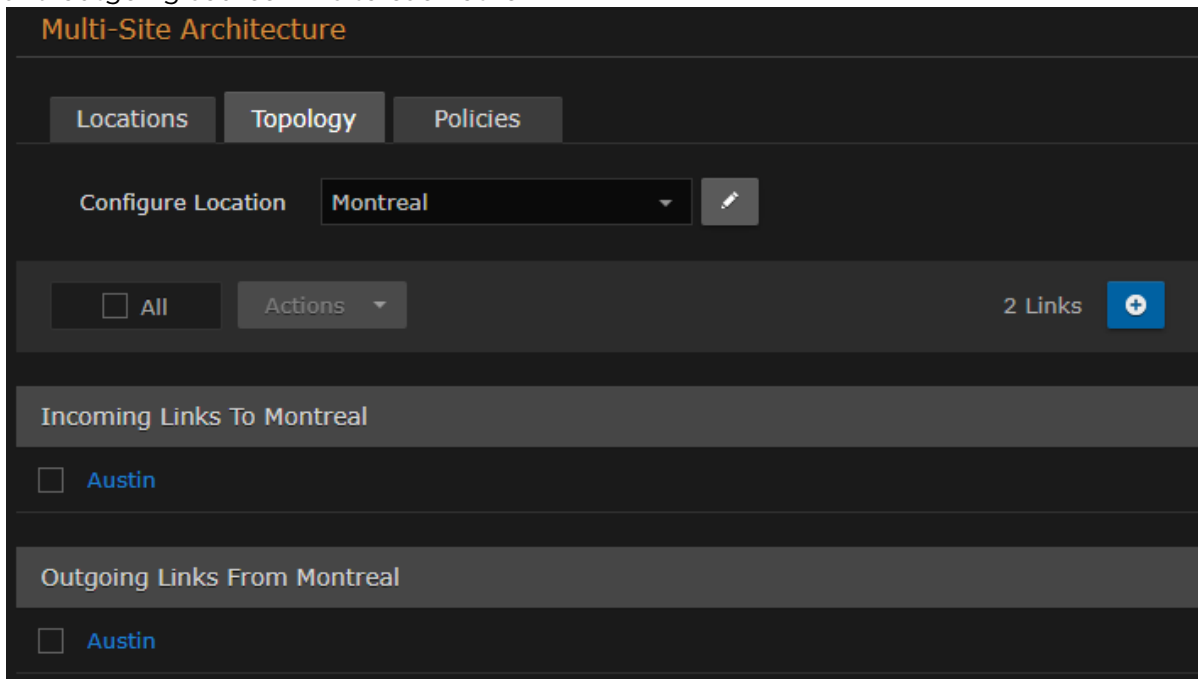 Multi-Site Architecture
Locations Topology Policies
Configure Location Montreal
All Actions 2 Links
Incoming Links To Montreal
Austin
Outgoing Links From Montreal
Austin